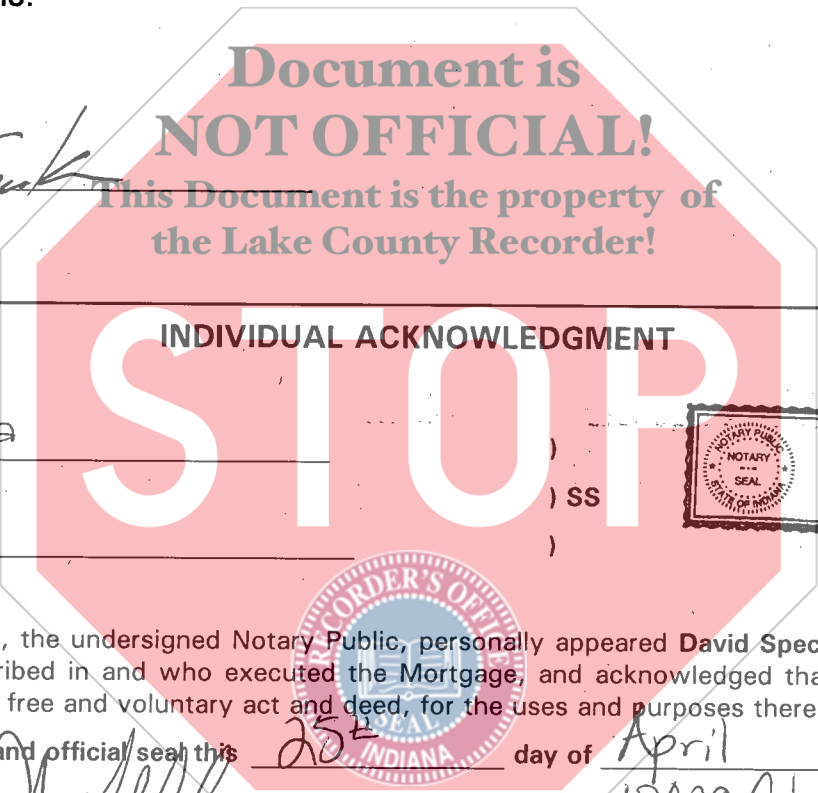 Document is
NOT OFFICIAL!
This Document is the property of
the Lake County Recorder!
INDIVIDUAL ACKNOWLEDGMENT
STOP
)
) SS
)
NOTARY PUBLIC
NOTARY
SEAL
STATE OF INDIANA
RECORDER'S OFFICE
SEAL
INDIANA
, the undersigned Notary Public, personally appeared David Spec
ribed in and who executed the Mortgage, and acknowledged tha
free and voluntary act and deed, for the uses and purposes there
and official seal this 25t day of April